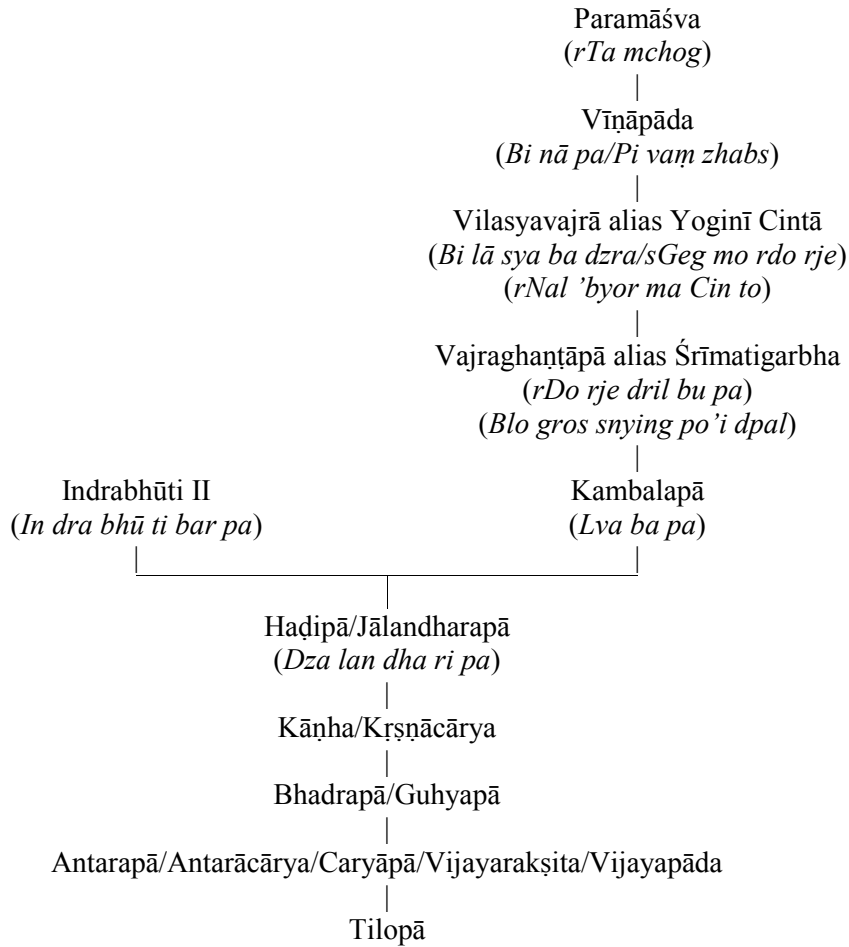 Paramāśva
(rTa mchog)
Vīṇāpāda
(Bi nā pa/Pi vaṃ zhabs)
Vilasyavajrā alias Yoginī Cintā
(Bi lā sya ba dzra/sGeg mo rdo rje)
(rNal ’byor ma Cin to)
Vajraghaṇṭāpā alias Śrīmatigarbha
(rDo rje dril bu pa)
(Blo gros snying po’i dpal)
Indrabhūti II
(In dra bhū ti bar pa)
Kambalapā
(Lva ba pa)
Haḍipā/Jālandharapā
(Dza lan dha ri pa)
Kāṇha/Kṛṣṇācārya
Bhadrapā/Guhyapā
Antarapā/Antarācārya/Caryāpā/Vijayarakṣita/Vijayapāda
Tilopā